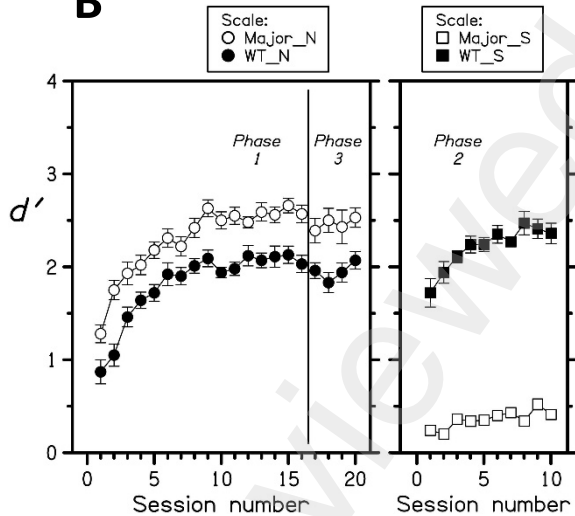 B
Scale:
Major_N
WT_N
Scale:
Major_S
WT_S
4
3
2
1
0
d′
Phase
1
Phase
3
Phase
2
0 5 10 15 20
0 5 10
Session number
Session number
viewed